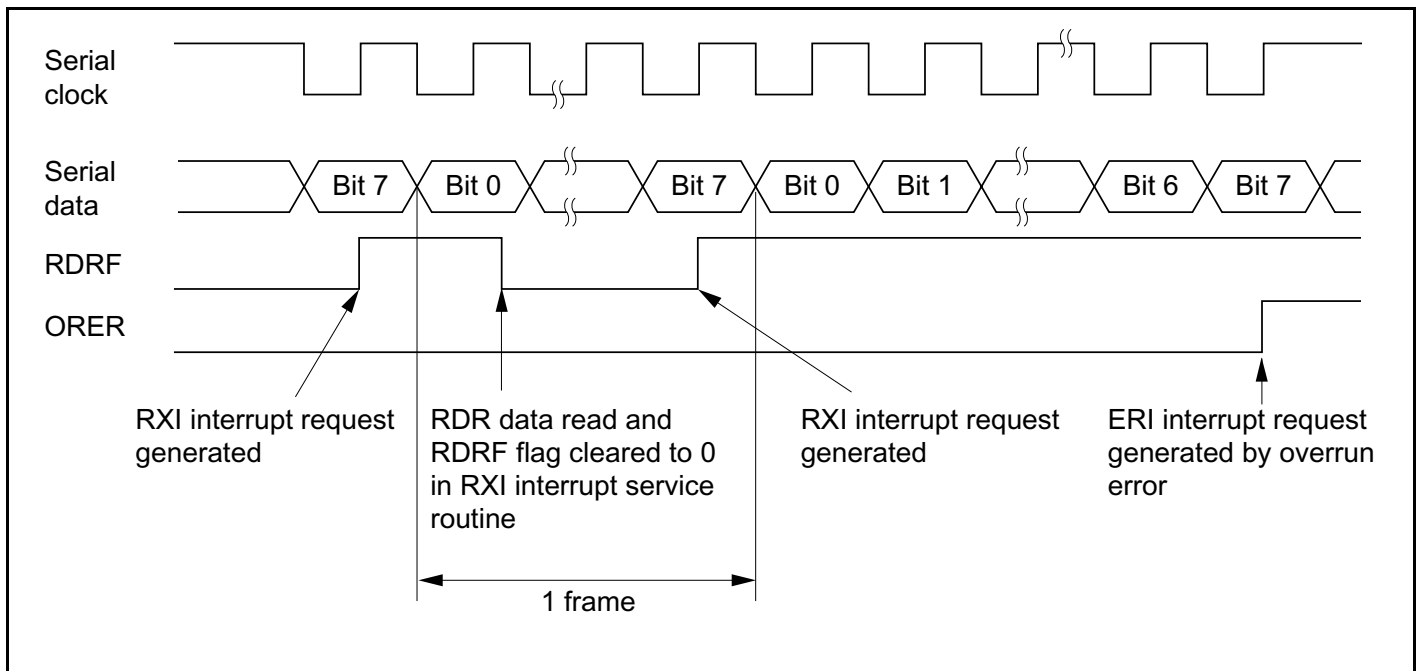 Serial
clock
Serial
data
Bit 7
Bit 0
Bit 7
Bit 0
Bit 1
Bit 6
Bit 7
RDRF
ORER
RXI interrupt request
generated
RDR data read and
RDRF flag cleared to 0
in RXI interrupt service
routine
RXI interrupt request
generated
ERI interrupt request
generated by overrun
error
1 frame